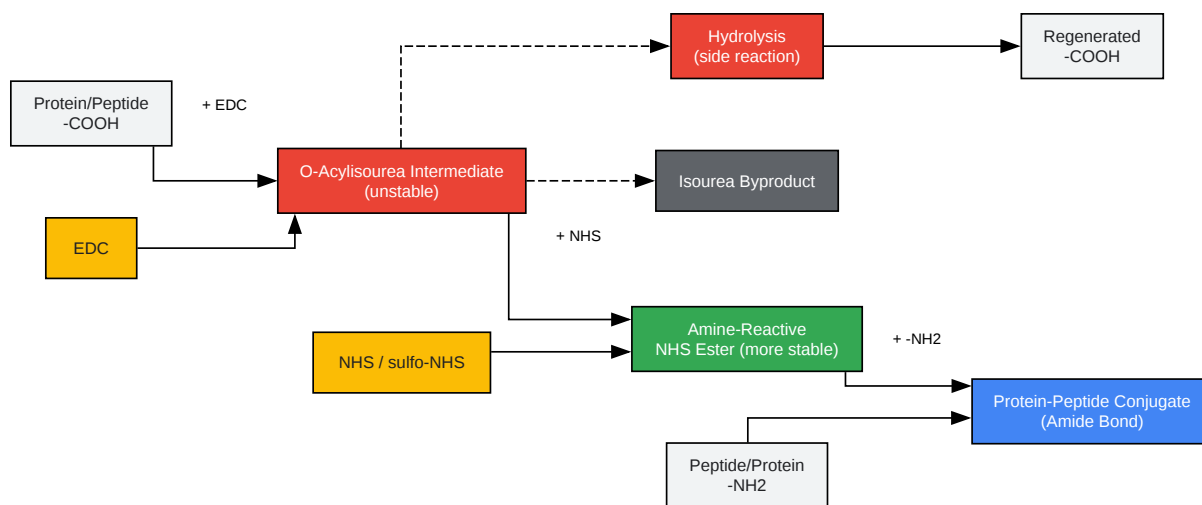 Hydrolysis
(side reaction)
Regenerated
-COOH
Protein/Peptide
-COOH
+ EDC
O-Acylisourea Intermediate
(unstable)
Isourea Byproduct
EDC
+ NHS
NHS / sulfo-NHS
Amine-Reactive
NHS Ester (more stable)
+ -NH2
Protein-Peptide Conjugate
(Amide Bond)
Peptide/Protein
-NH2